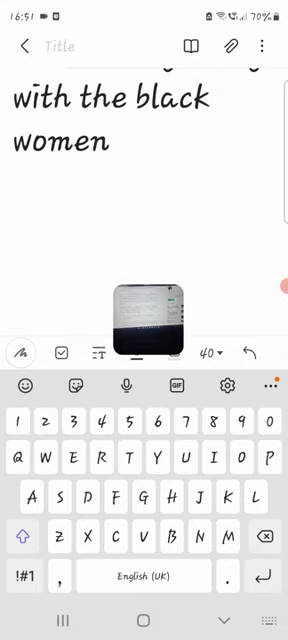 16:51 70%
Title
with the black
women
40
GIF
1 2 3 4 5 6 7 8 9 0
Q W E R T Y U I O P
A S D F G H J K L
Z X C V B N M
!#1 , English (UK) .